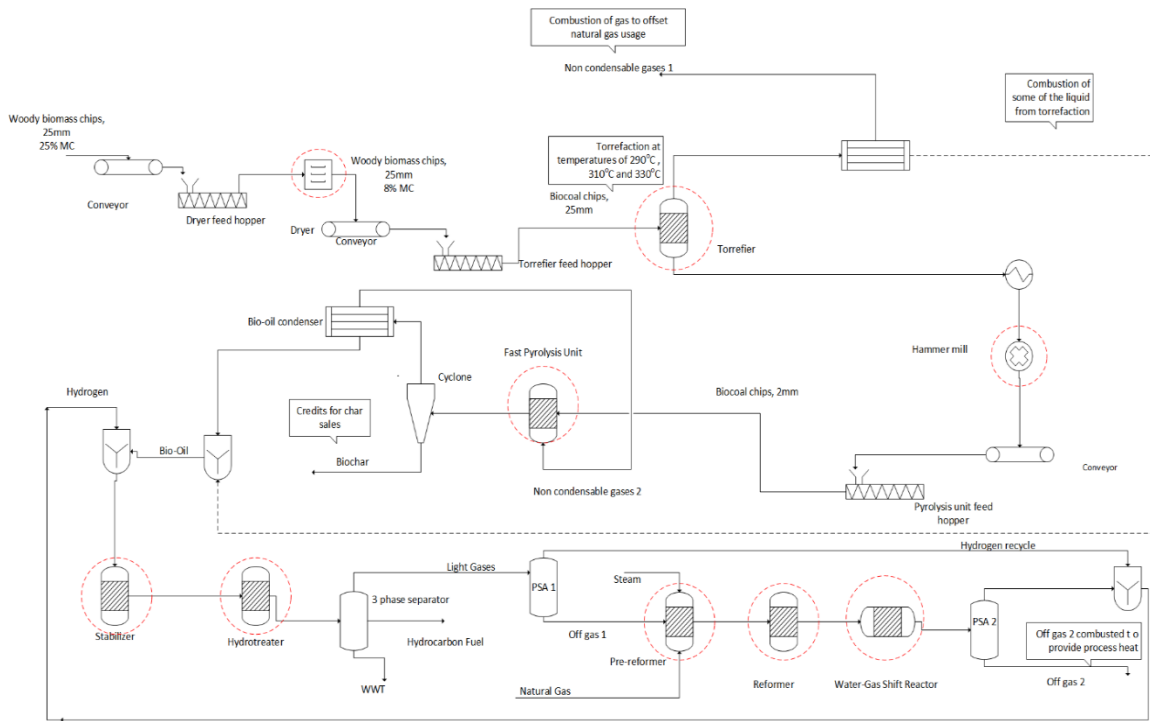 Combustion of gas to offset
natural gas usage
Non condensable gases 1
Combustion of
some of the liquid
from torrefaction
Woody biomass chips,
25mm
25% MC
Conveyor
Dryer feed hopper
Woody biomass chips,
25mm
8% MC
Dryer
Conveyor
Torrefaction at
temperatures of 290⁰C ,
310⁰C and 330⁰C
Biocoal chips,
25mm
Torrefier feed hopper
Torrefier
Bio-oil condenser
Fast Pyrolysis Unit
Hammer mill
Cyclone
Biocoal chips, 2mm
Hydrogen
Credits for char
sales
Bio-Oil
Biochar
Non condensable gases 2
Conveyor
Pyrolysis unit feed
hopper
Hydrogen recycle
Light Gases
Steam
PSA 1
3 phase separator
Stabilizer
Hydrotreater
Hydrocarbon Fuel
Off gas 1
Pre-reformer
Reformer
Water-Gas Shift Reactor
PSA 2
Off gas 2 combusted t o
provide process heat
Off gas 2
WWT
Natural Gas